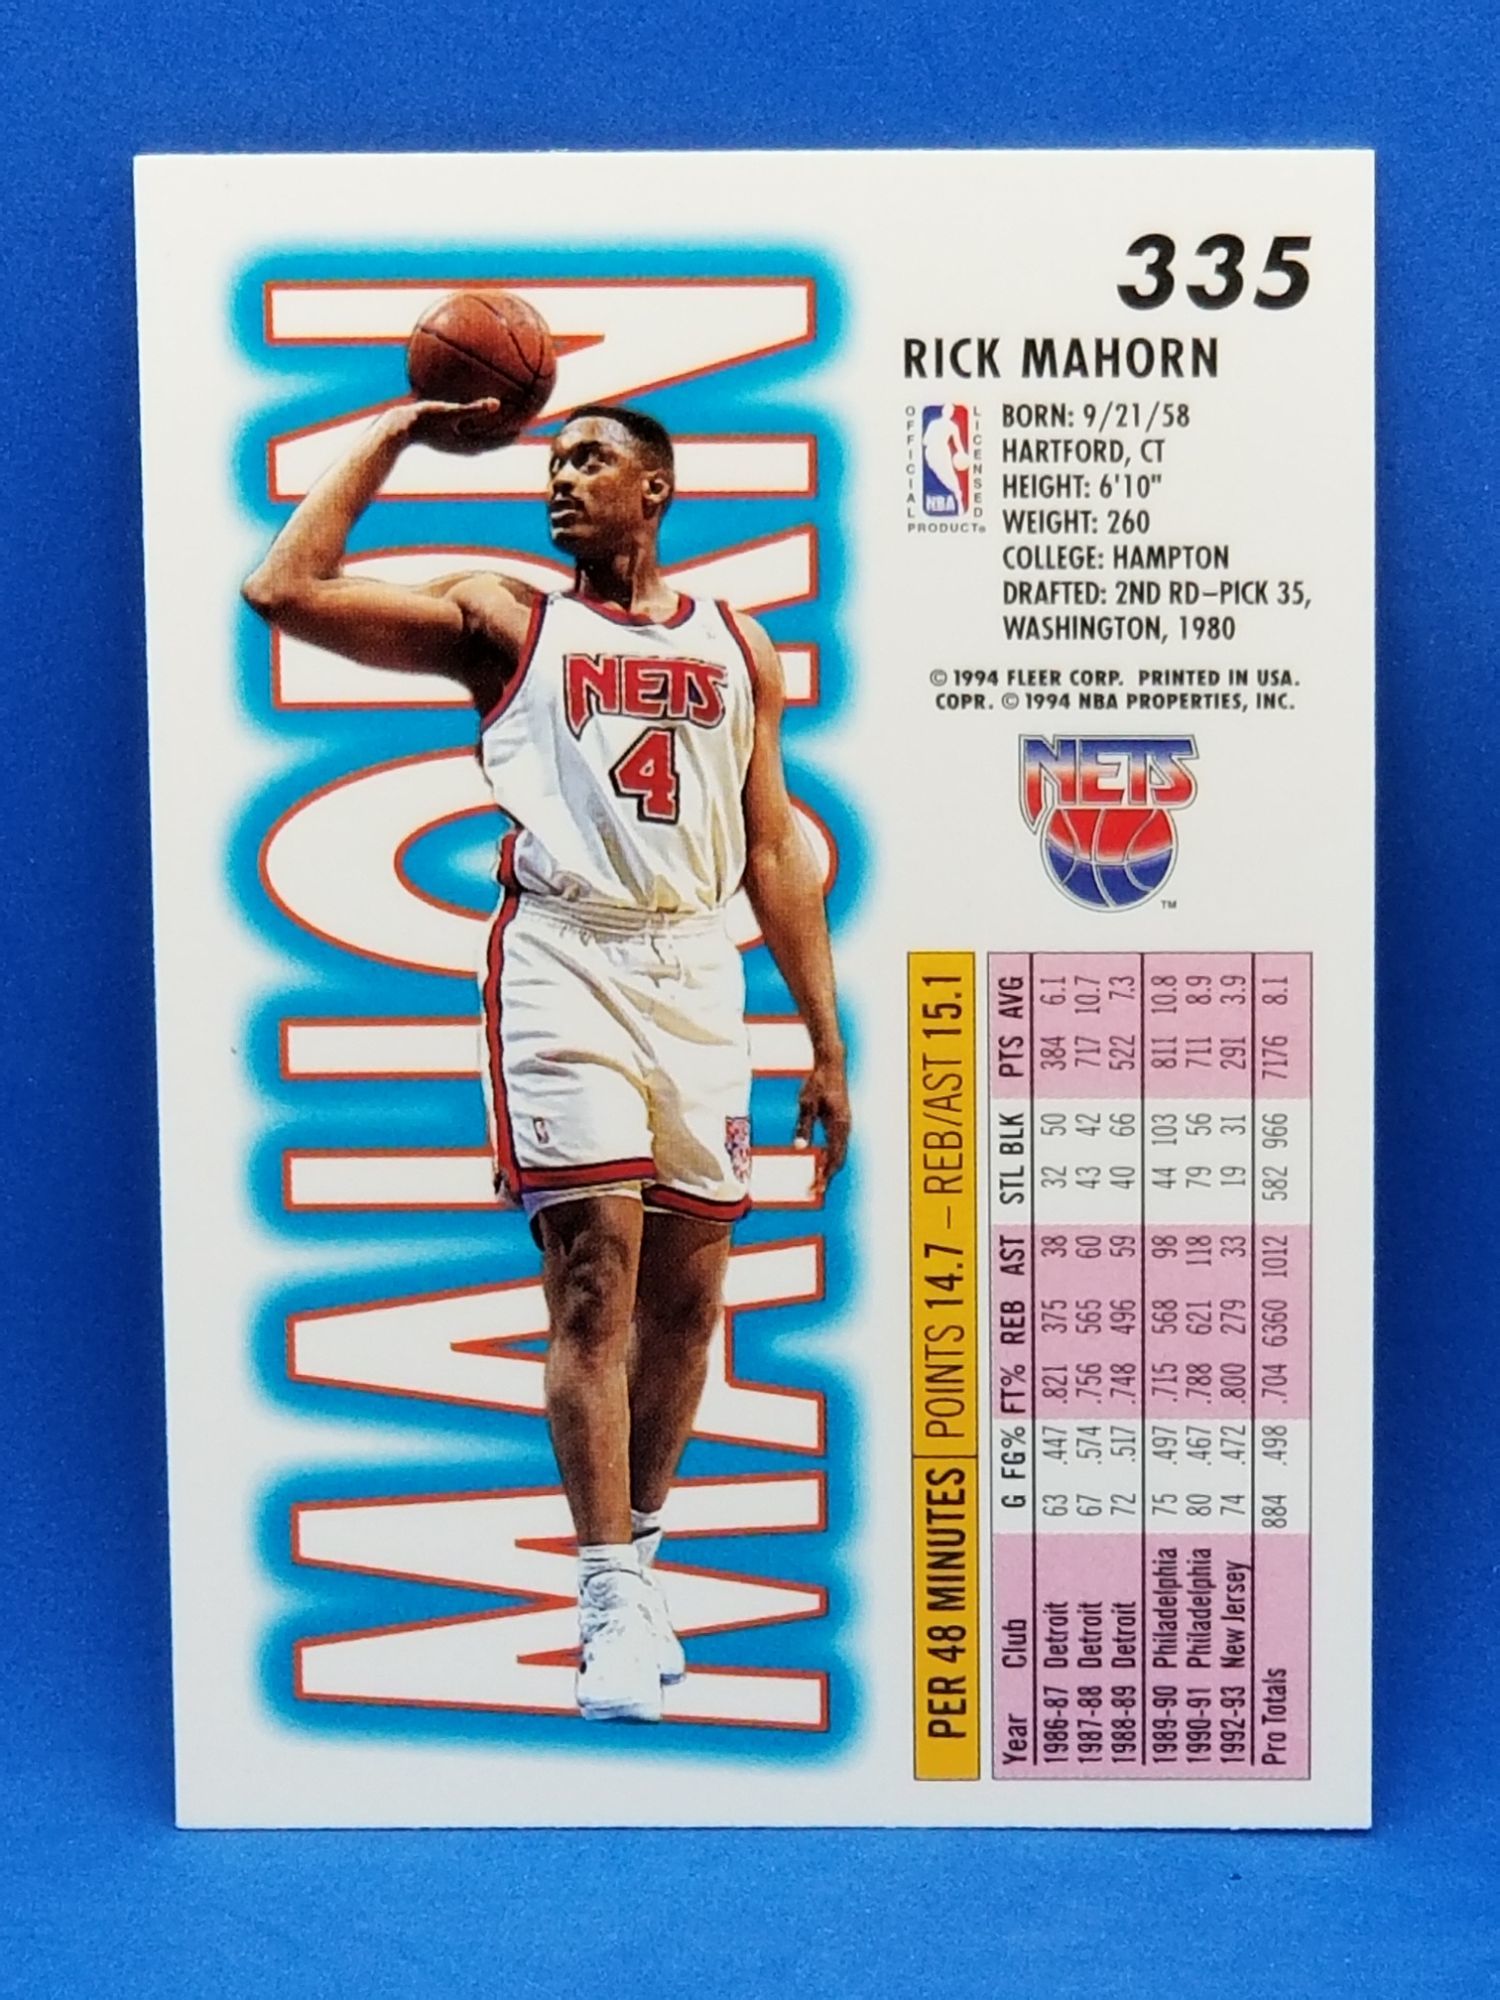 335
RICK MAHORN
OFFICIAL LICENSED
NBA
PRODUCT®
BORN: 9/21/58
HARTFORD, CT
HEIGHT: 6'10"
WEIGHT: 260
COLLEGE: HAMPTON
DRAFTED: 2ND RD–PICK 35,
WASHINGTON, 1980
© 1994 FLEER CORP. PRINTED IN USA.
COPR. © 1994 NBA PROPERTIES, INC.
NETS
TM
MAHORN
NETS
4
PER 48 MINUTES POINTS 14.7 – REB/AST 15.1
Year Club G FG% FT% REB AST STL BLK PTS AVG
1986-87 Detroit 63 .447 .821 375 38 32 50 384 6.1
1987-88 Detroit 67 .574 .756 565 60 43 42 717 10.7
1988-89 Detroit 72 .517 .748 496 59 40 66 522 7.3
1989-90 Philadelphia 75 .497 .715 568 98 44 103 811 10.8
1990-91 Philadelphia 80 .467 .788 621 118 79 56 711 8.9
1992-93 New Jersey 74 .472 .800 279 33 19 31 291 3.9
Pro Totals 884 .498 .704 6360 1012 582 966 7176 8.1